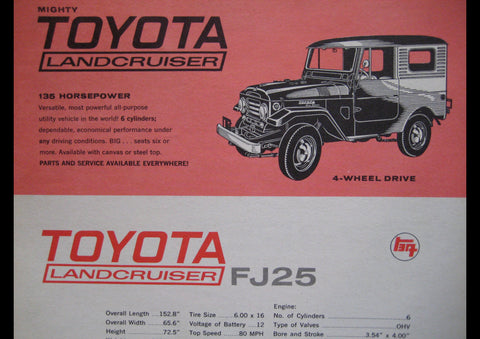 MIGHTY
TOYOTA
LANDCRUISER
135 HORSEPOWER
Versatile, most powerful all-purpose
utility vehicle in the world! 6 cylinders;
dependable, economical performance under
any driving conditions. BIG . . . seats six or
more. Available with canvas or steel top.
PARTS AND SERVICE AVAILABLE EVERYWHERE!
4-WHEEL DRIVE
TOYOTA
LANDCRUISER FJ25
Overall Length ....152.8"
Overall Width .....65.6"
Height ..............72.5"
Tire Size ......6.00 x 16
Voltage of Battery ....12
Top Speed ......80 MPH
Engine:
No. of Cylinders ........................6
Type of Valves ....................OHV
Bore and Stroke .........3.54" x 4.00"